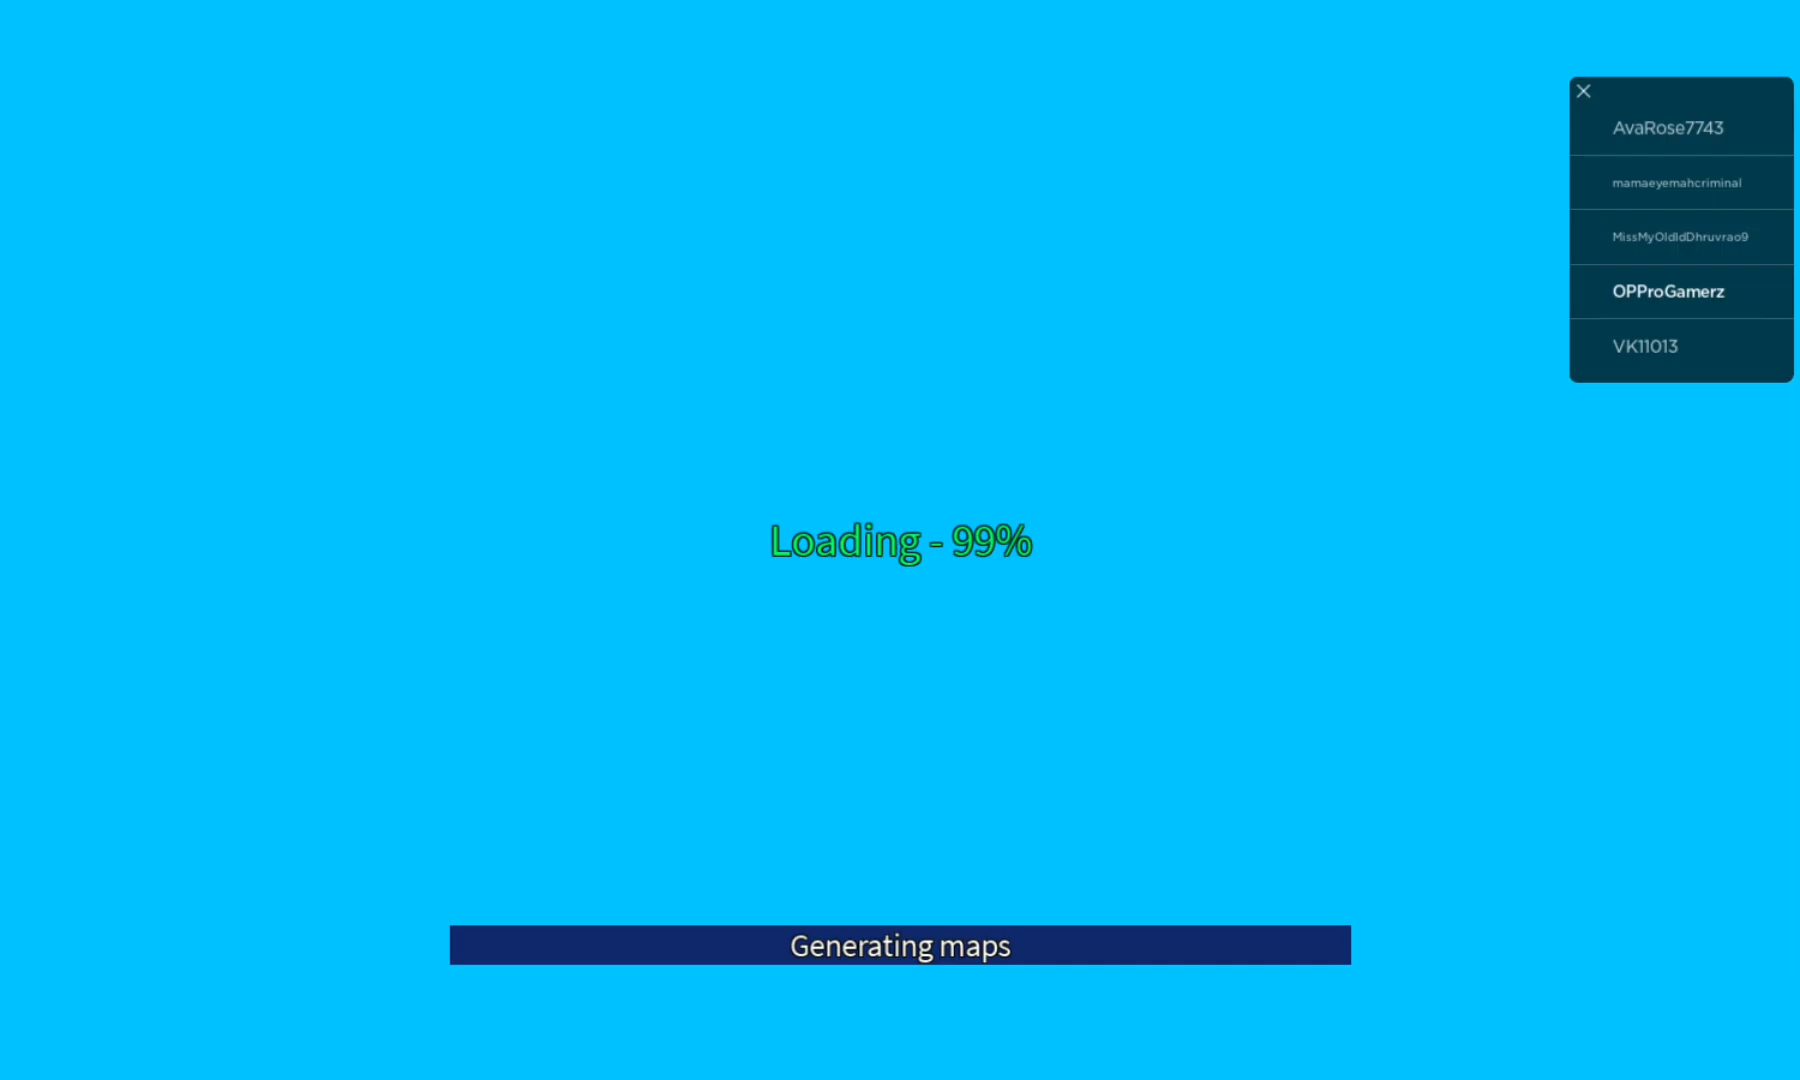 AvaRose7743
mamaeyemahcriminal
MissMyOldIdDhruvrao9
OPProGamerz
VK11013
Loading - 99%
Generating maps